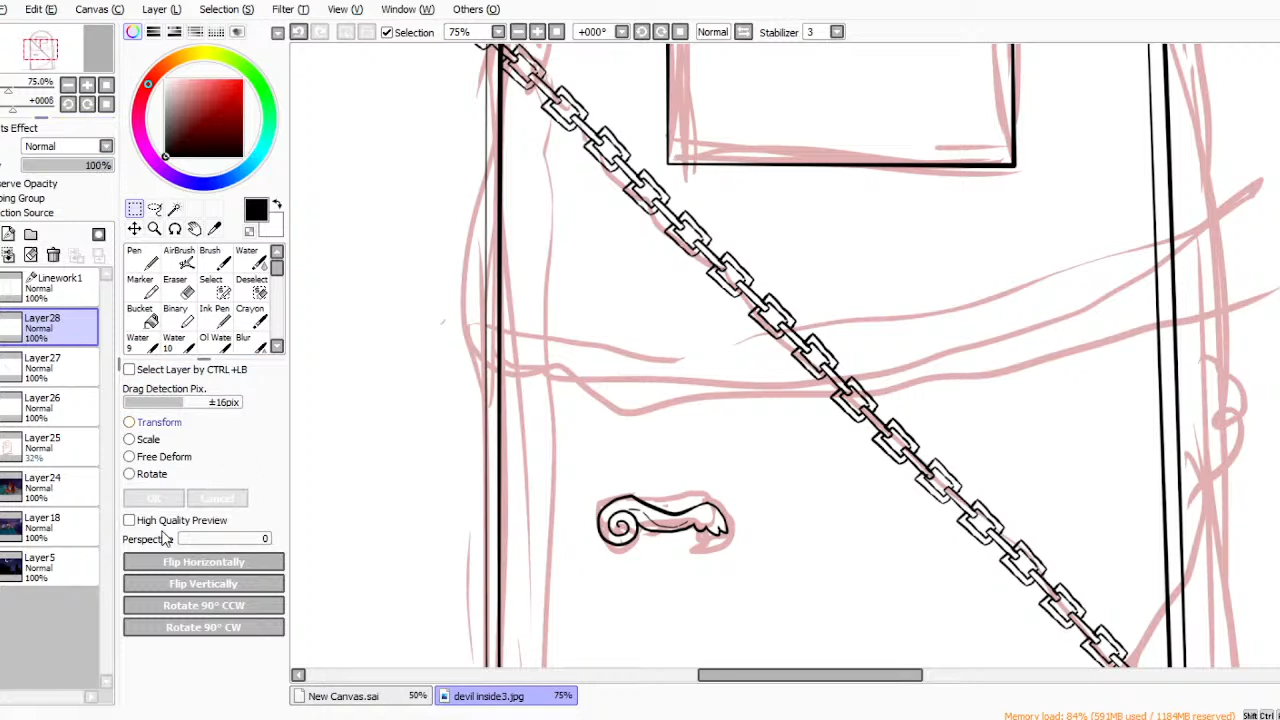 Edit (E) Canvas (C) Layer (L) Selection (S) Filter (T) View (V) Window (W) Others (O)
Selection 75% +000° Normal Stabilizer 3
75.0%
+000°
ts Effect
Normal
100%
erve Opacity
ping Group
ction Source
Linework1
Normal
100%
Layer28
Normal
100%
Layer27
Normal
100%
Layer26
Normal
100%
Layer25
Normal
32%
Layer24
Normal
100%
Layer18
Normal
100%
Layer5
Normal
100%
Pen AirBrush Brush Water
Marker Eraser Select Deselect
Bucket Binary Ink Pen Crayon
Water 9 Water 10 Oil Water Blur
Select Layer by CTRL+LB
Drag Detection Pix.
±16pix
Transform
Scale
Free Deform
Rotate
OK Cancel
High Quality Preview
Perspective 0
Flip Horizontally
Flip Vertically
Rotate 90° CCW
Rotate 90° CW
New Canvas.sai 50% devil inside3.jpg 75%
Memory load: 84% (591MB used / 1184MB reserved) Shift Ctrl